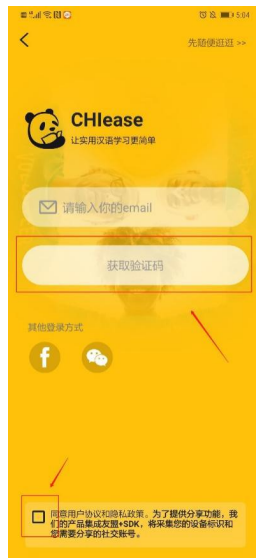 5:04
先随便逛逛 >>
CHIease
让实用汉语学习更简单
请输入你的email
获取验证码
其他登录方式
同意用户协议和隐私政策。为了提供分享功能，我
们的产品集成友盟+SDK，将采集您的设备标识和
您需要分享的社交账号。